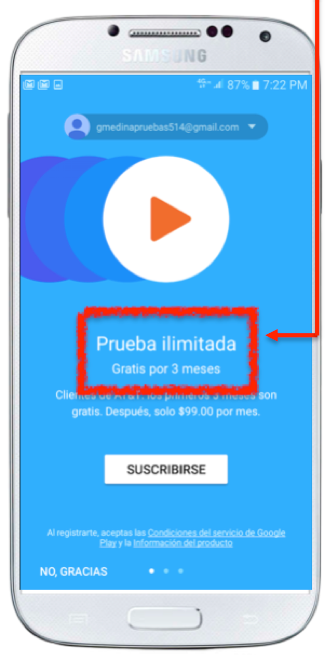 SAMSUNG
87% 7:22 PM
gmedinapruebas514@gmail.com
Prueba ilimitada
Gratis por 3 meses
Clientes de AT&T: los primeros 3 meses son
gratis. Después, solo $99.00 por mes.
SUSCRIBIRSE
Al registrarte, aceptas las Condiciones del servicio de Google
Play y la Información del producto
NO, GRACIAS